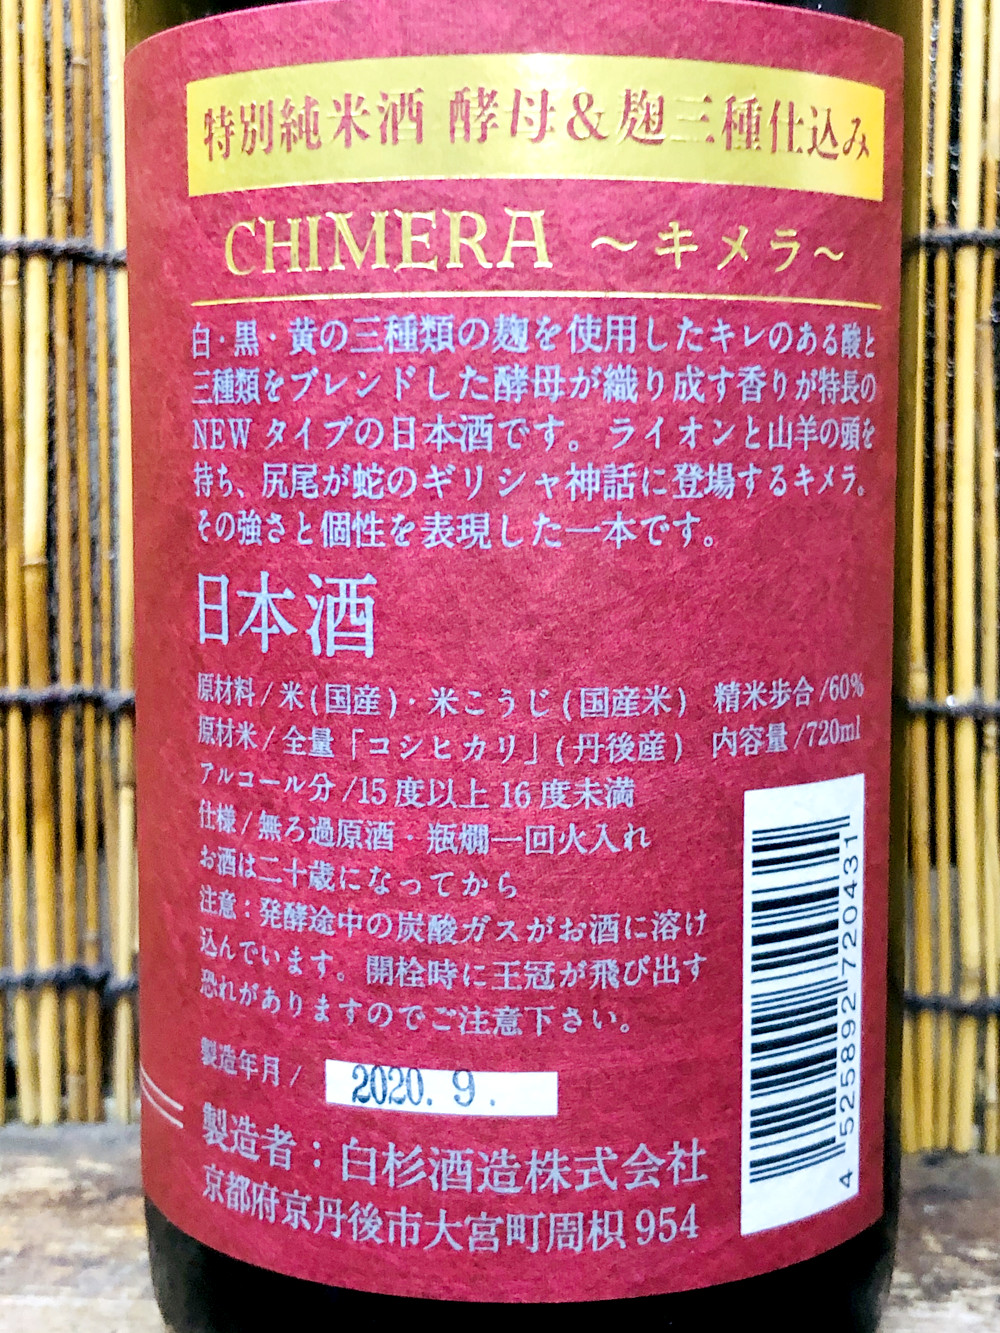 特別純米酒 酵母&麹三種仕込み
CHIMERA ～キメラ～
白・黒・黄の三種類の麹を使用したキレのある酸と
三種類をブレンドした酵母が織り成す香りが特長の
NEWタイプの日本酒です。ライオンと山羊の頭を
持ち、尻尾が蛇のギリシャ神話に登場するキメラ。
その強さと個性を表現した一本です。
日本酒
原材料/米(国産)・米こうじ(国産米) 精米歩合/60%
原材米/全量「コシヒカリ」(丹後産) 内容量/720ml
アルコール分/15度以上16度未満
仕様/無ろ過原酒・瓶燗一回火入れ
お酒は二十歳になってから
注意:発酵途中の炭酸ガスがお酒に溶け
込んでいます。開栓時に王冠が飛び出す
恐れがありますのでご注意下さい。
製造年月/ 2020.9.
製造者:白杉酒造株式会社
京都府京丹後市大宮町周枳954
4 525892 720431